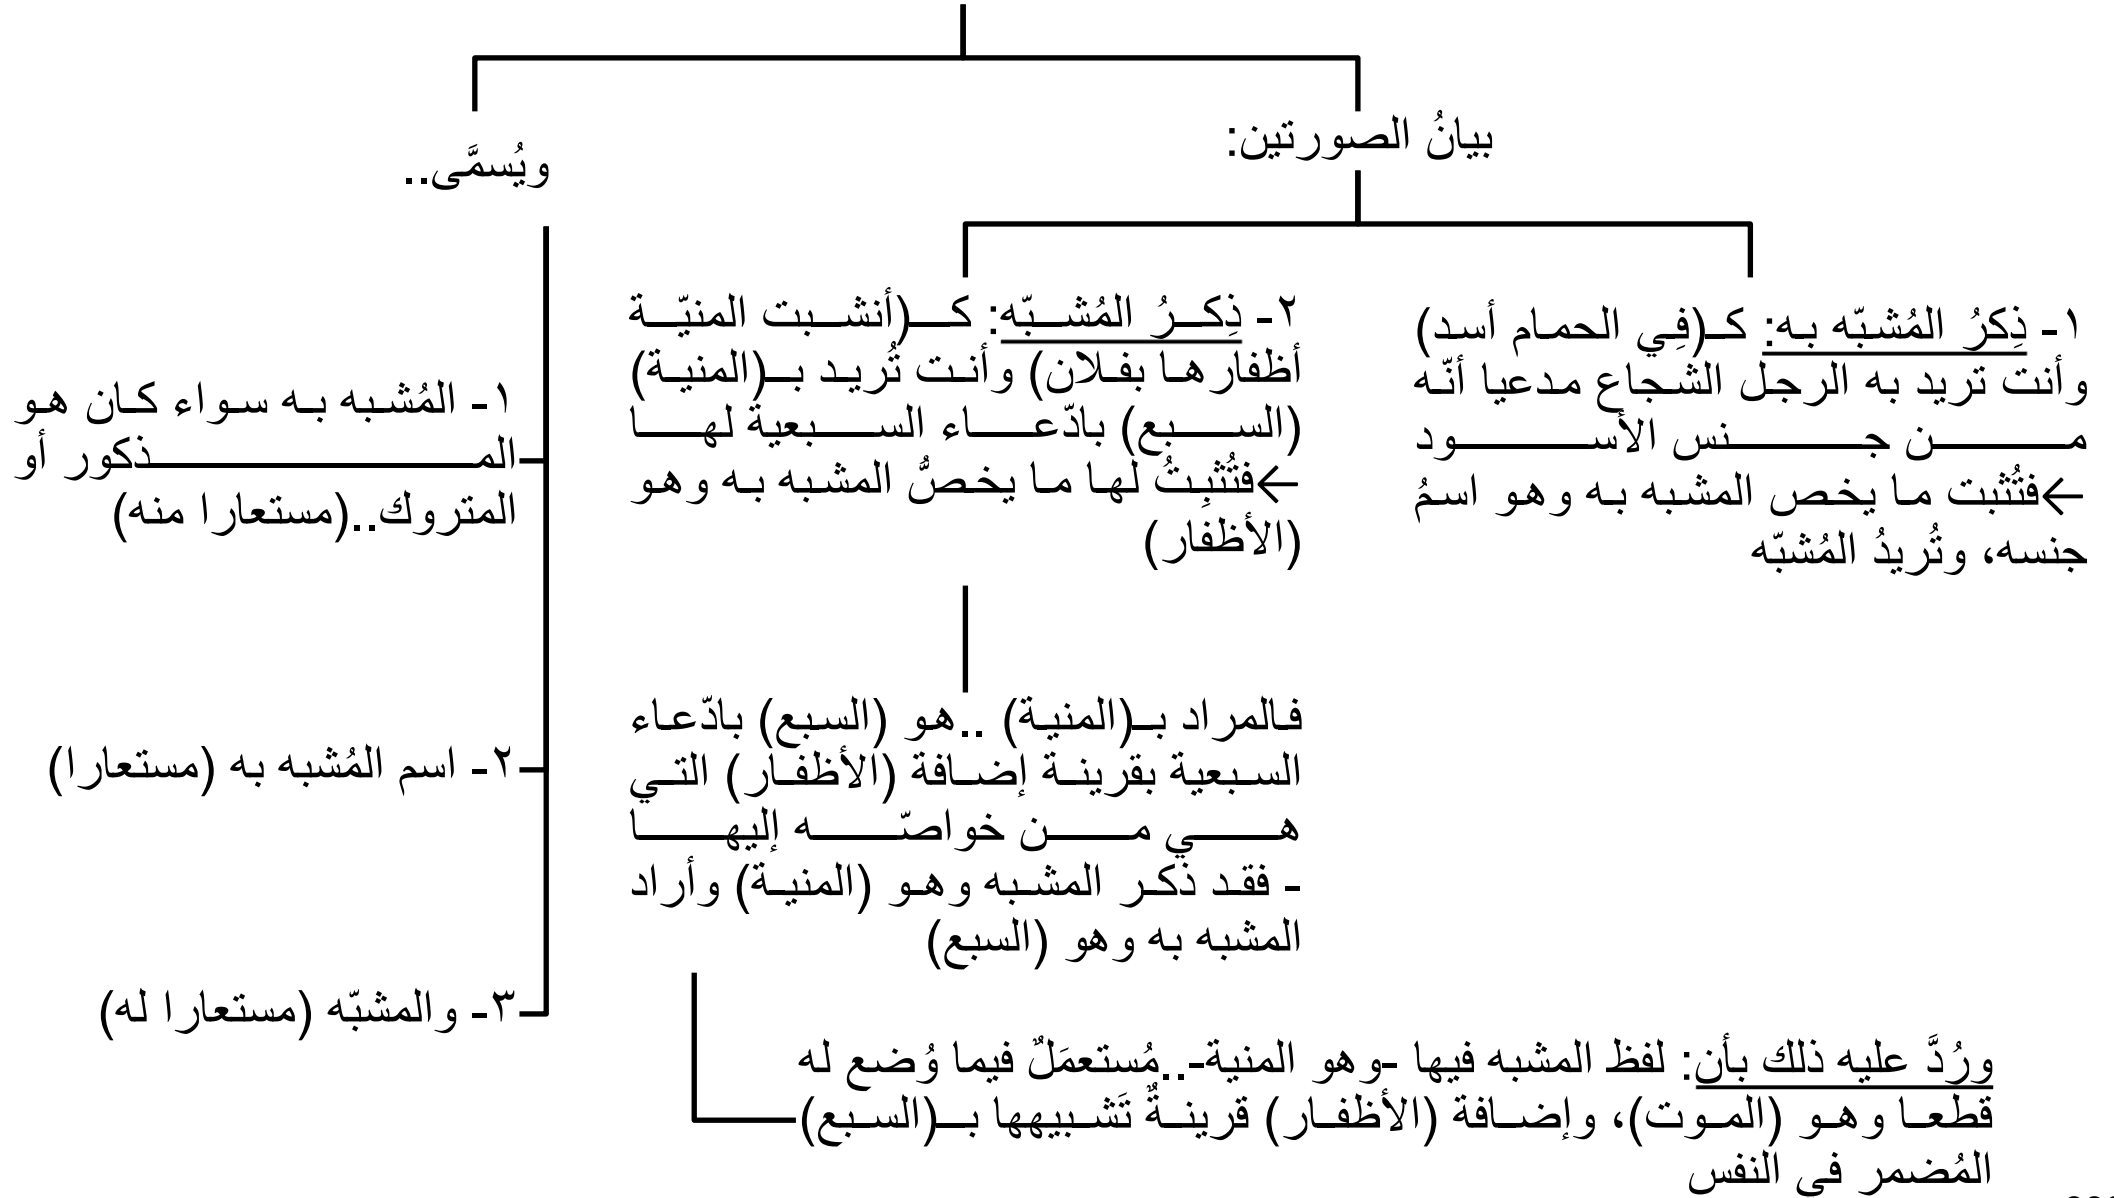 بيانُ الصورتين:
١- ذِكرُ المُشبّه به: كـ(فِي الحمام أسد)
وأنت تريد به الرجل الشجاع مدعيا أنّه
من جنس الأسود
←فتُثبت ما يخص المشبه به وهو اسمُ
جنسه، وتُريدُ المُشبّه
٢- ذِكرُ المُشبّه: كـ(أنشبت المنيّة
أظفارها بفلان) وأنت تُريد بـ(المنية)
(السبع) بادّعاء السبعية لها
←فتُثبِتُ لها ما يخصُّ المشبه به وهو
(الأظفار)
فالمراد بـ(المنية) ..هو (السبع) بادّعاء
السبعية بقرينة إضافة (الأظفار) التي
هي من خواصّه إليها
- فقد ذكر المشبه وهو (المنية) وأراد
المشبه به وهو (السبع)
ورُدَّ عليه ذلك بأن: لفظ المشبه فيها -وهو المنية-..مُستعمَلٌ فيما وُضع له
قطعا وهو (الموت)، وإضافة (الأظفار) قرينةٌ تَشبيهها بـ(السبع)
المُضمر في النفس
ويُسمَّى..
١- المُشبه به سواء كان هو
المذكور أو
المتروك..(مستعارا منه)
٢- اسم المُشبه به (مستعارا)
٣- والمشبّه (مستعارا له)